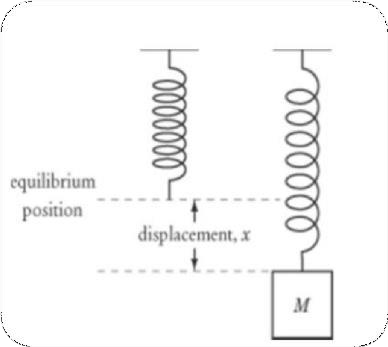 equilibrium
position
displacement, x
M